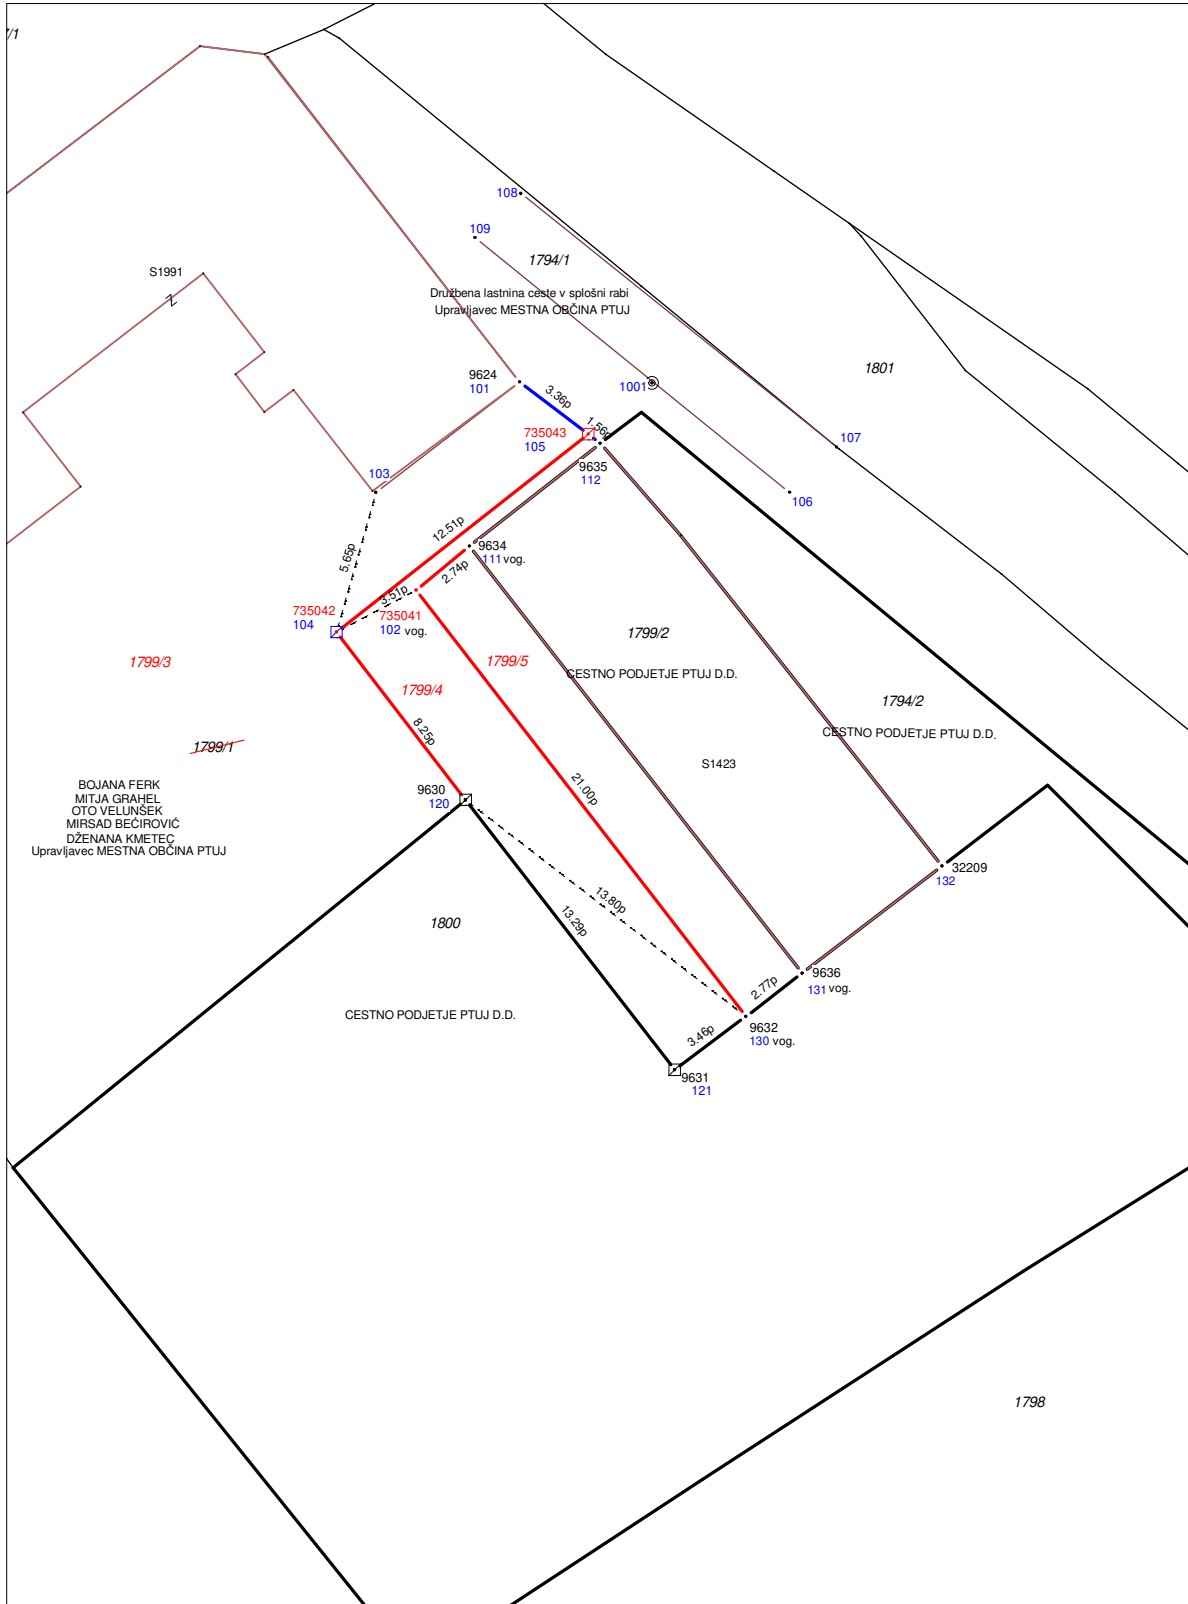 7/1
108
109
1794/1
S1991
Družbena lastnina ceste v splošni rabi
Upravljavec MESTNA OBČINA PTUJ
1801
9624
101
1001
3.36p
1.56p
735043
105
107
9635
112
103
106
12.51p
9634
111 vog.
5.65p
2.74p
3.51p
735042
104
735041
102 vog.
1799/2
1799/3
1799/5
CESTNO PODJETJE PTUJ D.D.
1799/4
1794/2
8.25p
CESTNO PODJETJE PTUJ D.D.
1799/1
S1423
21.00p
BOJANA FERK
MITJA GRAHEL
OTO VELUNŠEK
MIRSAD BEĆIROVIĆ
DŽENANA KMETEC
Upravljavec MESTNA OBČINA PTUJ
9630
120
32209
132
13.80p
13.29p
1800
9636
131 vog.
2.77p
CESTNO PODJETJE PTUJ D.D.
3.46p
9632
130 vog.
9631
121
1798